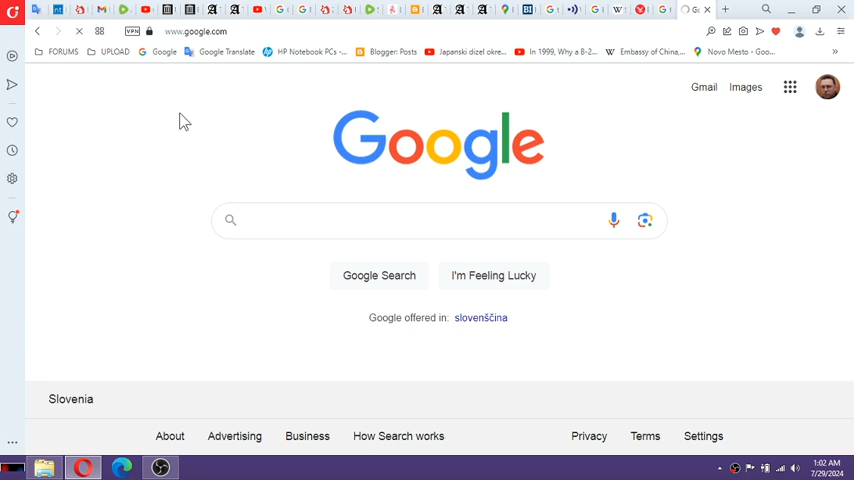 VPN www.google.com
FORUMS UPLOAD Google Google Translate HP Notebook PCs -... Blogger: Posts Japanski dizel okre... In 1999, Why a B-2... Embassy of China,... Novo Mesto - Goo...
Gmail Images
Google
Google Search I'm Feeling Lucky
Google offered in: slovenščina
Slovenia
About Advertising Business How Search works Privacy Terms Settings
1:02 AM
7/29/2024